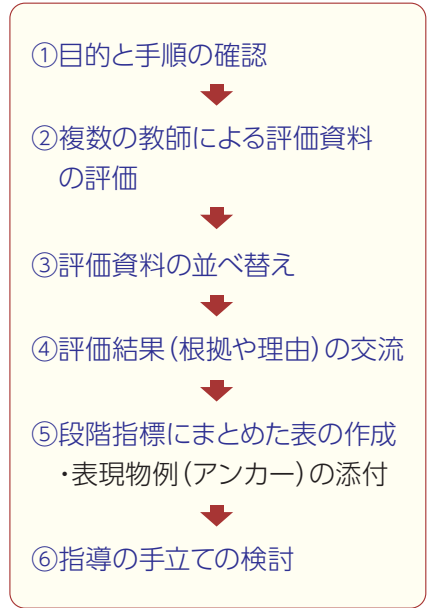 ①目的と手順の確認
②複数の教師による評価資料
の評価
③評価資料の並べ替え
④評価結果(根拠や理由)の交流
⑤段階指標にまとめた表の作成
・表現物例(アンカー)の添付
⑥指導の手立ての検討